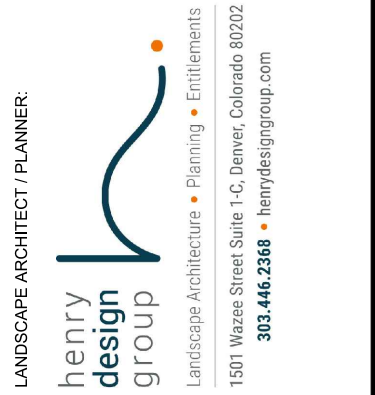 LANDSCAPE ARCHITECT / PLANNER:
henry
design
group
Landscape Architecture • Planning • Entitlements
1501 Wazee Street Suite 1-C, Denver, Colorado 80202
303.446.2368 • henrydesigngroup.com